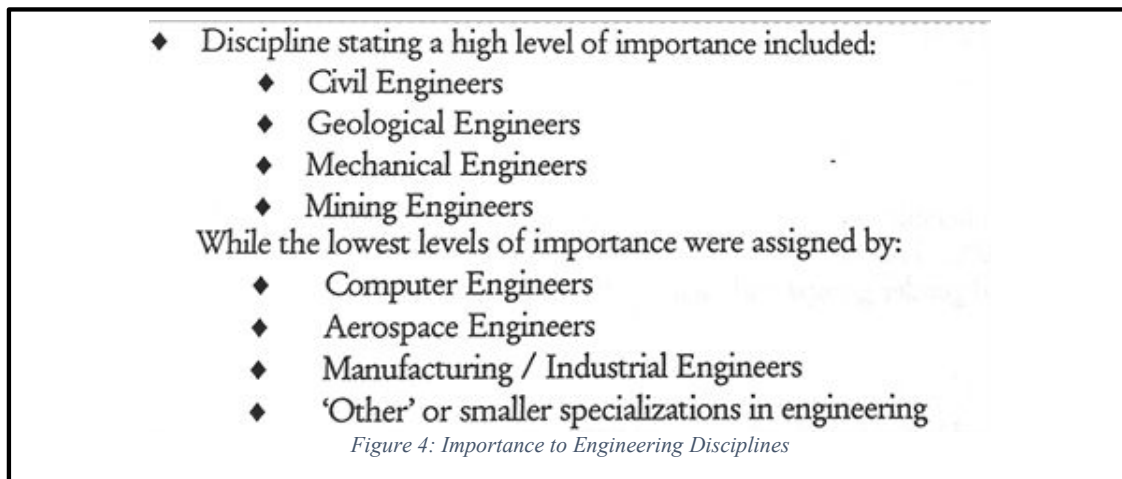 ♦ Discipline stating a high level of importance included:
♦ Civil Engineers
♦ Geological Engineers
♦ Mechanical Engineers
♦ Mining Engineers
While the lowest levels of importance were assigned by:
♦ Computer Engineers
♦ Aerospace Engineers
♦ Manufacturing / Industrial Engineers
♦ 'Other' or smaller specializations in engineering
Figure 4: Importance to Engineering Disciplines